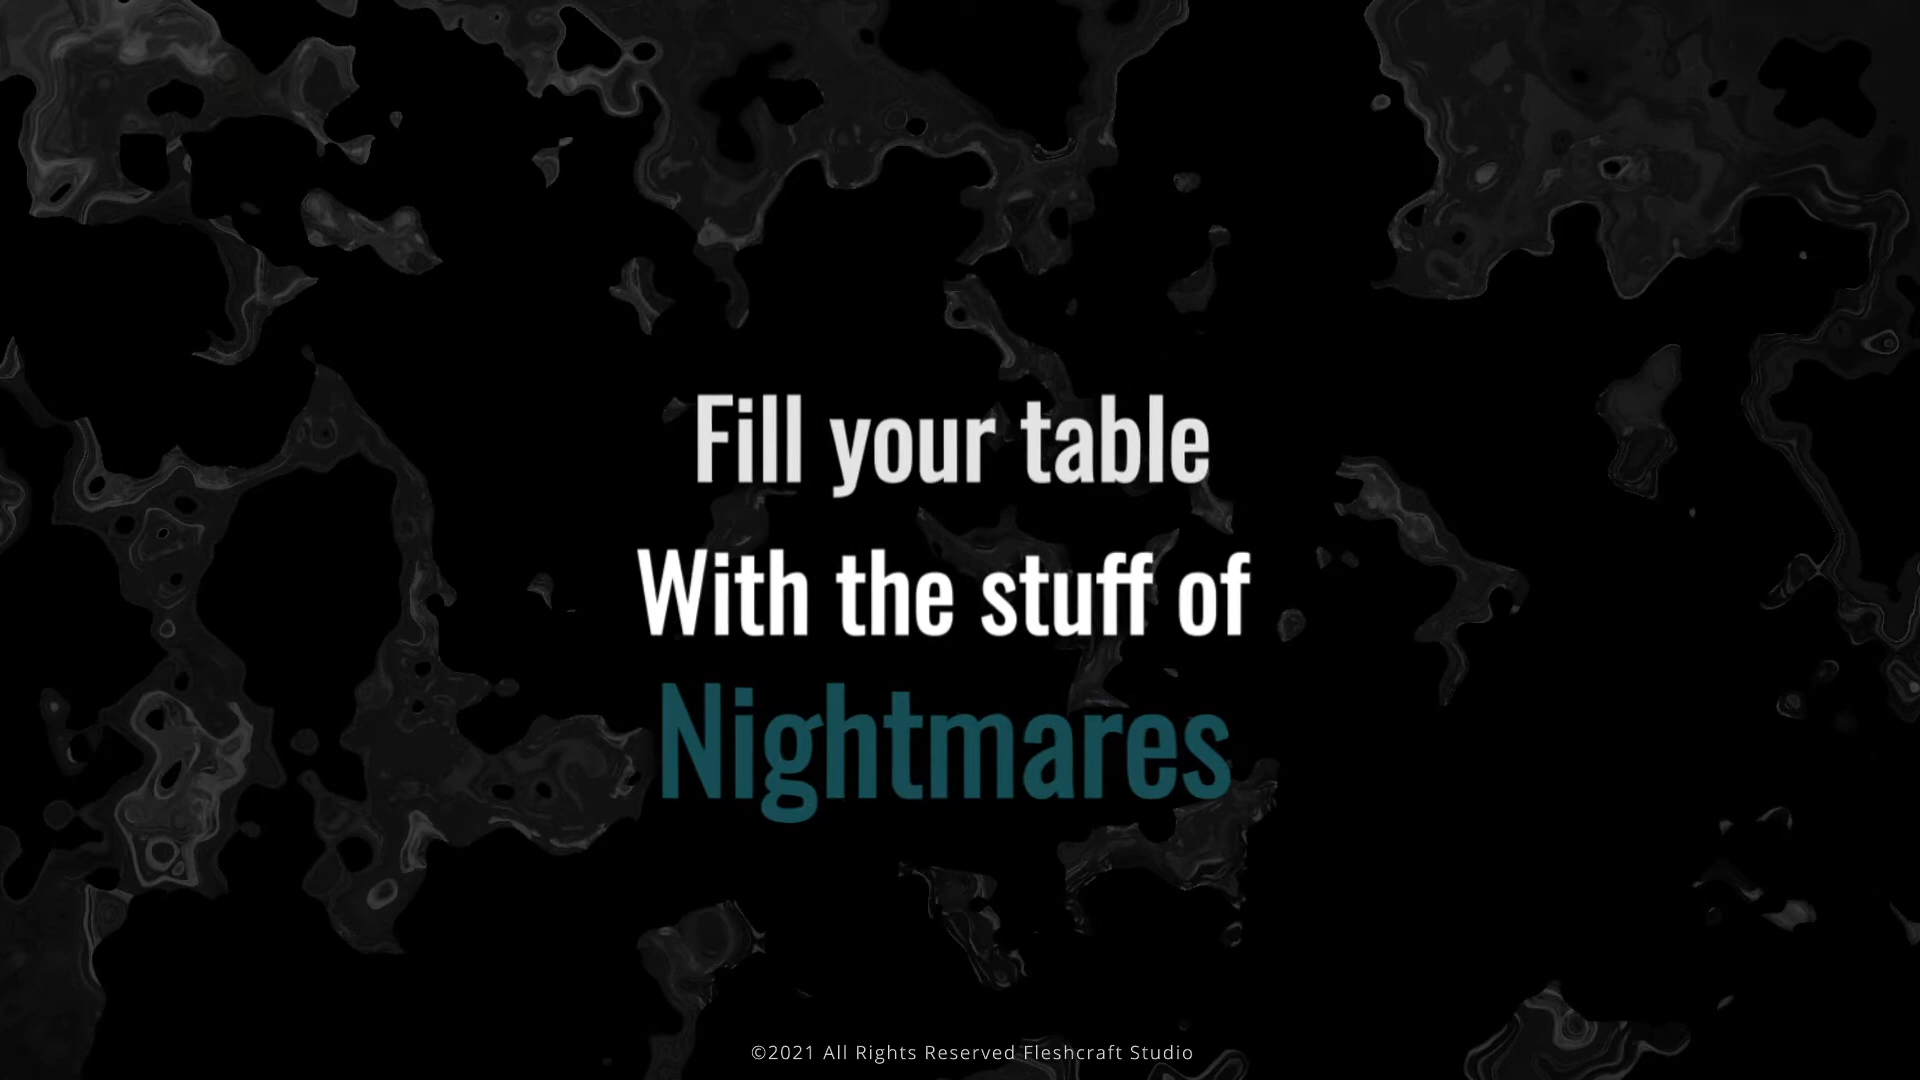 Fill your table
With the stuff of
Nightmares
©2021 All Rights Reserved Fleshcraft Studio